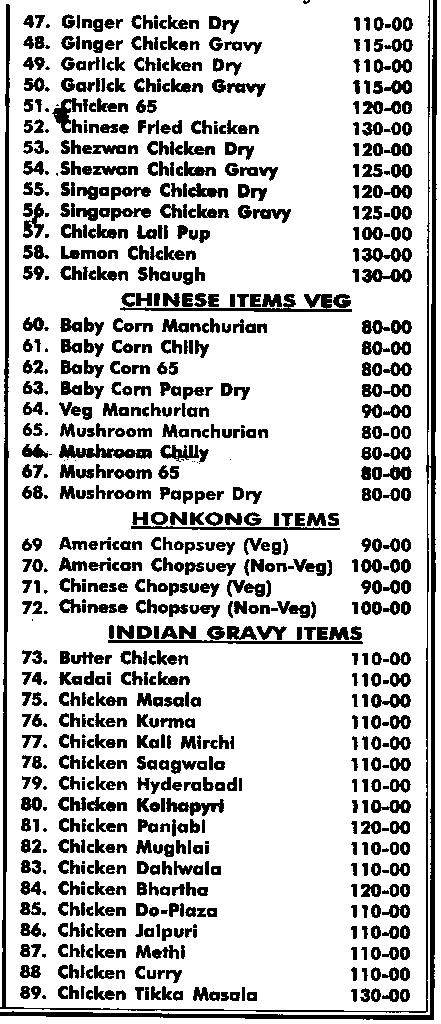 47. Ginger Chicken Dry 110-00
48. Ginger Chicken Gravy 115-00
49. Garlick Chicken Dry 110-00
50. Garlick Chicken Gravy 115-00
51. Chicken 65 120-00
52. Chinese Fried Chicken 130-00
53. Shezwan Chicken Dry 120-00
54. Shezwan Chicken Gravy 125-00
55. Singapore Chicken Dry 120-00
56. Singapore Chicken Gravy 125-00
57. Chicken Lali Pup 100-00
58. Lemon Chicken 130-00
59. Chicken Shaugh 130-00
CHINESE ITEMS VEG
60. Baby Corn Manchurian 80-00
61. Baby Corn Chilly 80-00
62. Baby Corn 65 80-00
63. Baby Corn Paper Dry 80-00
64. Veg Manchurian 90-00
65. Mushroom Manchurian 80-00
66. Mushroom Chilly 80-00
67. Mushroom 65 80-00
68. Mushroom Papper Dry 80-00
HONKONG ITEMS
69 American Chopsuey (Veg) 90-00
70. American Chopsuey (Non-Veg) 100-00
71. Chinese Chopsuey (Veg) 90-00
72. Chinese Chopsuey (Non-Veg) 100-00
INDIAN GRAVY ITEMS
73. Butter Chicken 110-00
74. Kadai Chicken 110-00
75. Chicken Masala 110-00
76. Chicken Kurma 110-00
77. Chicken Kali Mirchi 110-00
78. Chicken Saagwala 110-00
79. Chicken Hyderabadi 110-00
80. Chicken Kolhapyri 110-00
81. Chicken Panjabi 120-00
82. Chicken Mughlai 110-00
83. Chicken Dahiwala 110-00
84. Chicken Bhartha 120-00
85. Chicken Do-Piaza 110-00
86. Chicken Jaipuri 110-00
87. Chicken Methi 110-00
88 Chicken Curry 110-00
89. Chicken Tikka Masala 130-00